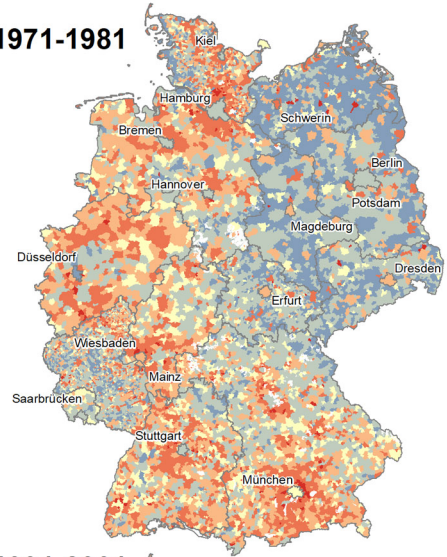 1971-1981
Kiel
Hamburg
Schwerin
Bremen
Berlin
Hannover
Potsdam
Magdeburg
Düsseldorf
Dresden
Erfurt
Wiesbaden
Mainz
Saarbrücken
Stuttgart
München